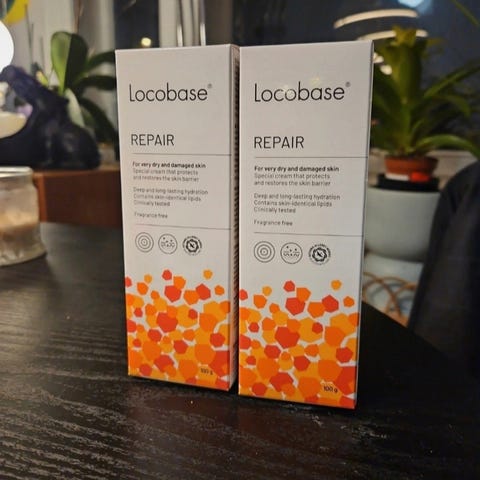 Locobase®
REPAIR
For very dry and damaged skin
Special cream that protects
and restores the skin barrier
Deep and long-lasting hydration
Contains skin-identical lipids
Clinically tested
Fragrance free
100 g
Locobase®
REPAIR
For very dry and damaged skin
Special cream that protects
and restores the skin barrier
Deep and long-lasting hydration
Contains skin-identical lipids
Clinically tested
Fragrance free
100 g